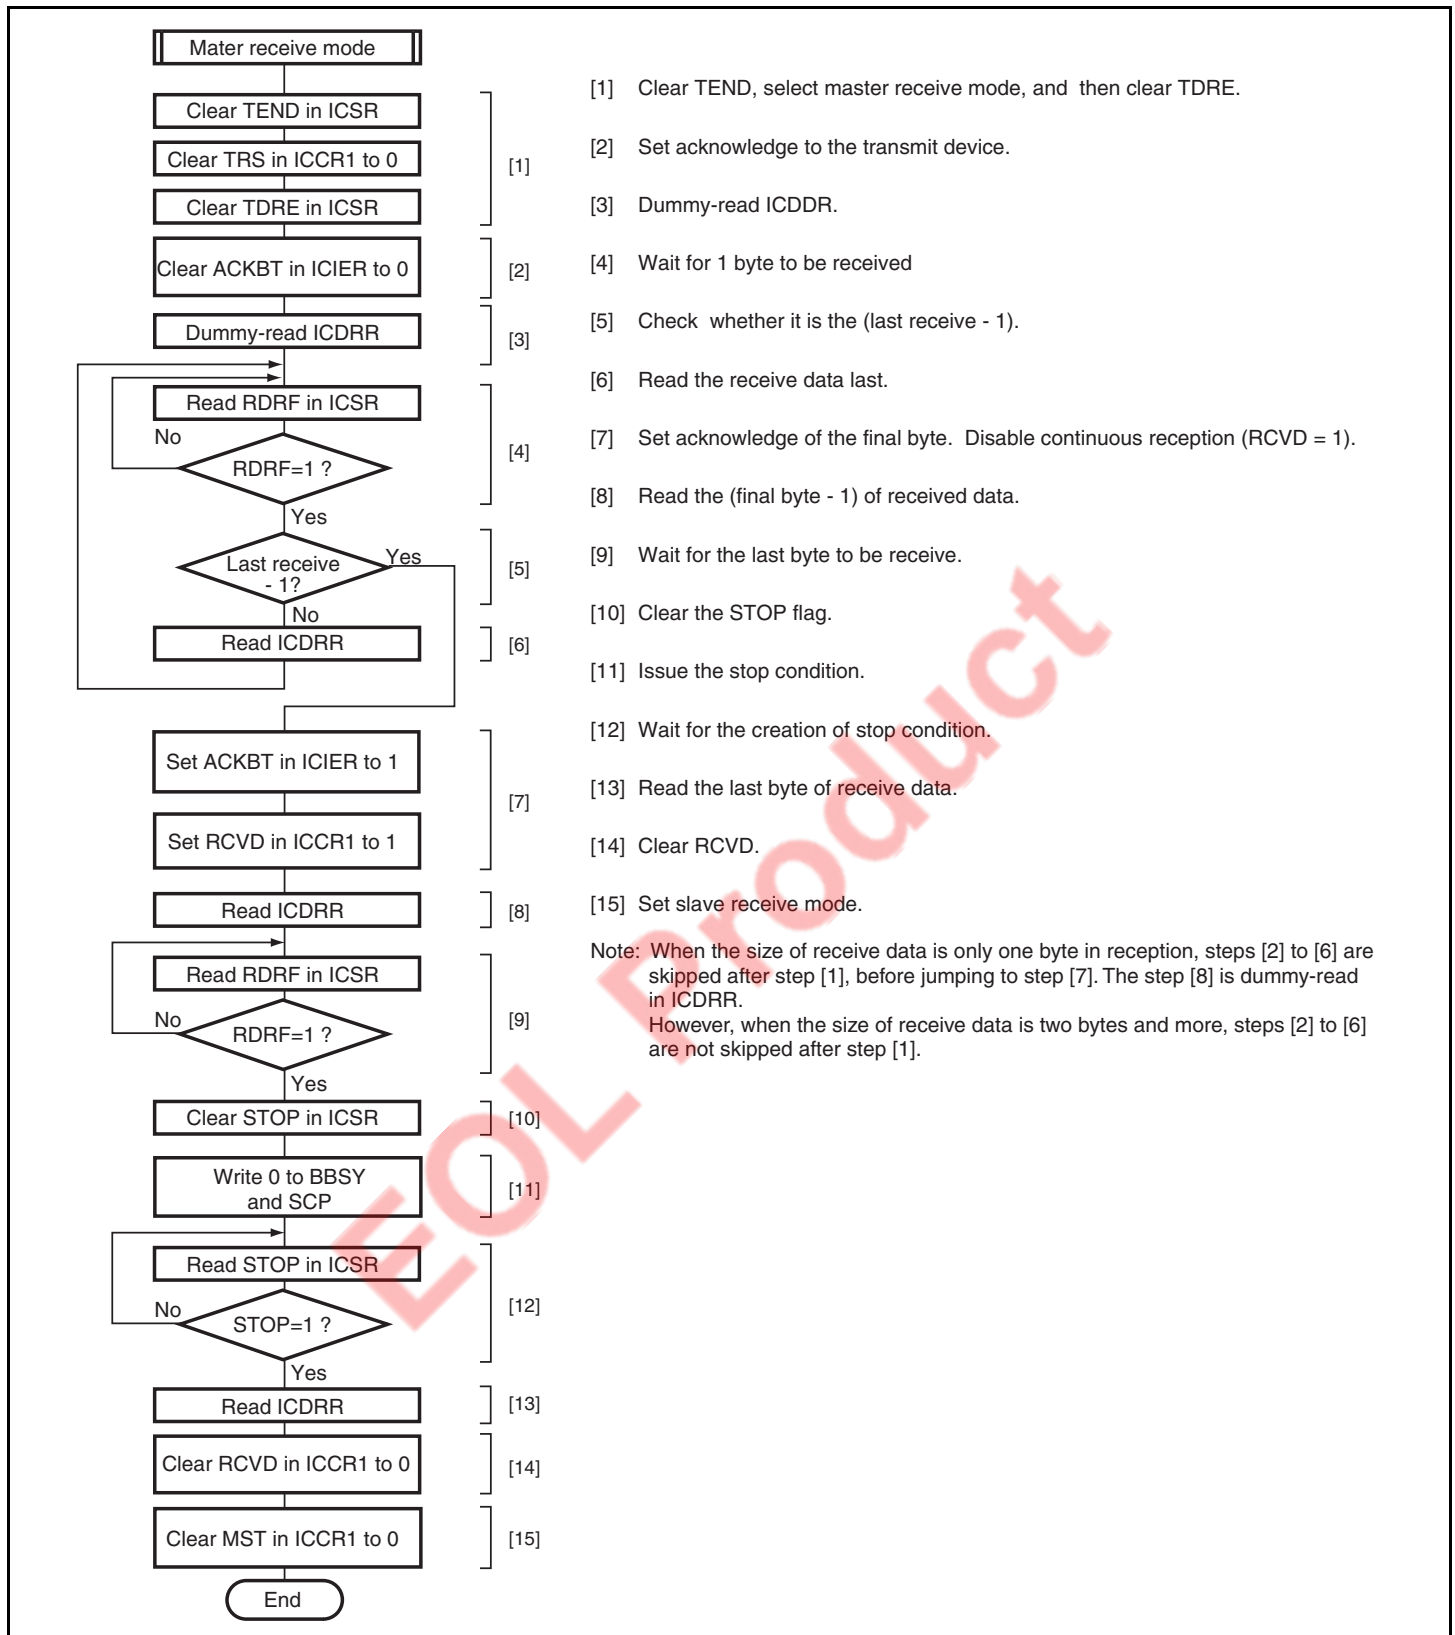 Mater receive mode
Clear TEND in ICSR
Clear TRS in ICCR1 to 0
Clear TDRE in ICSR
[1]
Clear ACKBT in ICIER to 0
[2]
Dummy-read ICDRR
[3]
Read RDRF in ICSR
No
RDRF=1 ?
[4]
Yes
Last receive
- 1?
Yes
[5]
No
Read ICDRR
[6]
Set ACKBT in ICIER to 1
[7]
Set RCVD in ICCR1 to 1
Read ICDRR
[8]
Read RDRF in ICSR
No
RDRF=1 ?
[9]
Yes
Clear STOP in ICSR
[10]
Write 0 to BBSY
and SCP
[11]
Read STOP in ICSR
No
STOP=1 ?
[12]
Yes
Read ICDRR
[13]
Clear RCVD in ICCR1 to 0
[14]
Clear MST in ICCR1 to 0
[15]
End
[1] Clear TEND, select master receive mode, and then clear TDRE.
[2] Set acknowledge to the transmit device.
[3] Dummy-read ICDDR.
[4] Wait for 1 byte to be received
[5] Check whether it is the (last receive - 1).
[6] Read the receive data last.
[7] Set acknowledge of the final byte. Disable continuous reception (RCVD = 1).
[8] Read the (final byte - 1) of received data.
[9] Wait for the last byte to be receive.
[10] Clear the STOP flag.
[11] Issue the stop condition.
[12] Wait for the creation of stop condition.
[13] Read the last byte of receive data.
[14] Clear RCVD.
[15] Set slave receive mode.
Note: When the size of receive data is only one byte in reception, steps [2] to [6] are
skipped after step [1], before jumping to step [7]. The step [8] is dummy-read
in ICDRR.
However, when the size of receive data is two bytes and more, steps [2] to [6]
are not skipped after step [1].
EOL Product